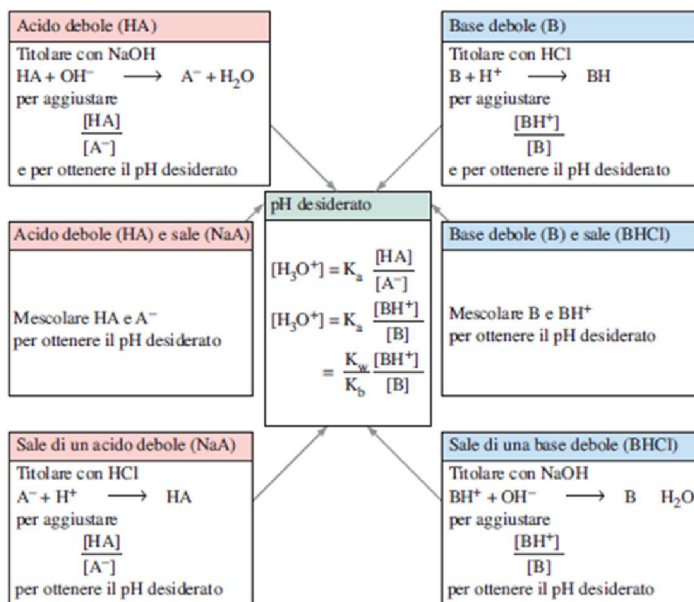 Acido debole (HA)
Titolare con NaOH
HA + OH⁻ ⟶ A⁻ + H₂O
per aggiustare
[HA]
[A⁻]
e per ottenere il pH desiderato
Base debole (B)
Titolare con HCl
B + H⁺ ⟶ BH
per aggiustare
[BH⁺]
[B]
e per ottenere il pH desiderato
Acido debole (HA) e sale (NaA)
Mescolare HA e A⁻
per ottenere il pH desiderato
pH desiderato
[H₃O⁺] = Kₐ [HA]
[A⁻]
[H₃O⁺] = Kₐ [BH⁺]
[B]
= K_w [BH⁺]
K_b [B]
Base debole (B) e sale (BHCl)
Mescolare B e BH⁺
per ottenere il pH desiderato
Sale di un acido debole (NaA)
Titolare con HCl
A⁻ + H⁺ ⟶ HA
per aggiustare
[HA]
[A⁻]
per ottenere il pH desiderato
Sale di una base debole (BHCl)
Titolare con NaOH
BH⁺ + OH⁻ ⟶ B H₂O
per aggiustare
[BH⁺]
[B]
per ottenere il pH desiderato